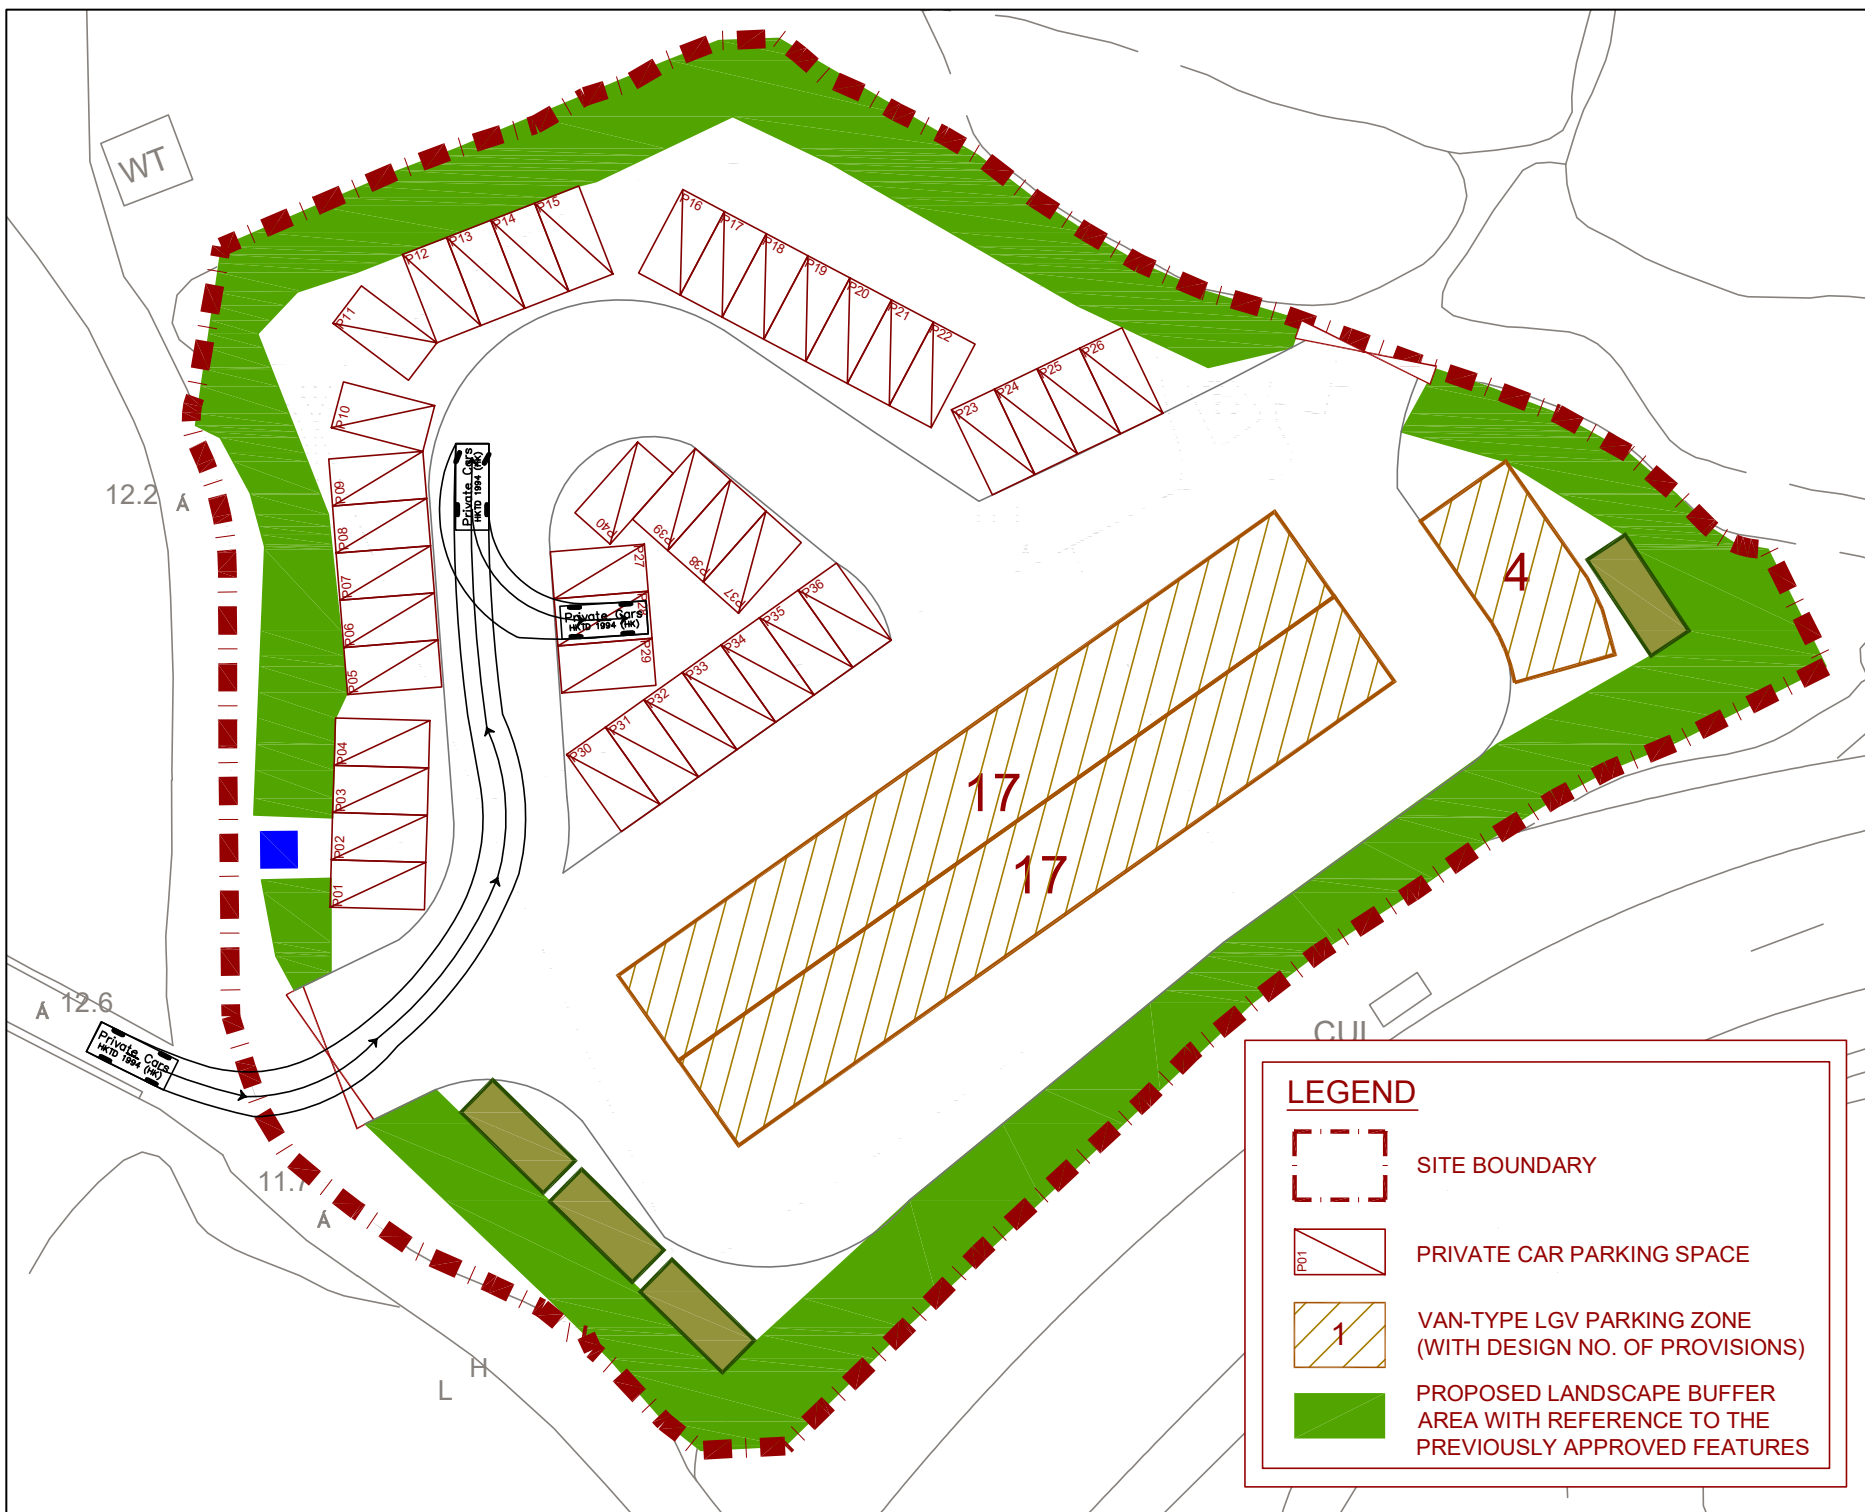 WT
P16
P17
P18
P19
P20
P21
P22
P15
P14
P13
P12
P11
P10
P09
P08
P07
P06
P05
P04
P03
P02
P01
P23
P24
P25
P26
12.2
Private Cars
HKTD 1994 (HK)
P40
P39
P38
P37
P27
Private Cars
HKTD 1994 (HK)
P29
P36
P35
P34
P33
P32
P31
P30
4
17
17
12.6
Private Cars
HKTD 1994 (HK)
11.7
H
L
LEGEND
SITE BOUNDARY
P01
PRIVATE CAR PARKING SPACE
1
VAN-TYPE LGV PARKING ZONE
(WITH DESIGN NO. OF PROVISIONS)
PROPOSED LANDSCAPE BUFFER
AREA WITH REFERENCE TO THE
PREVIOUSLY APPROVED FEATURES